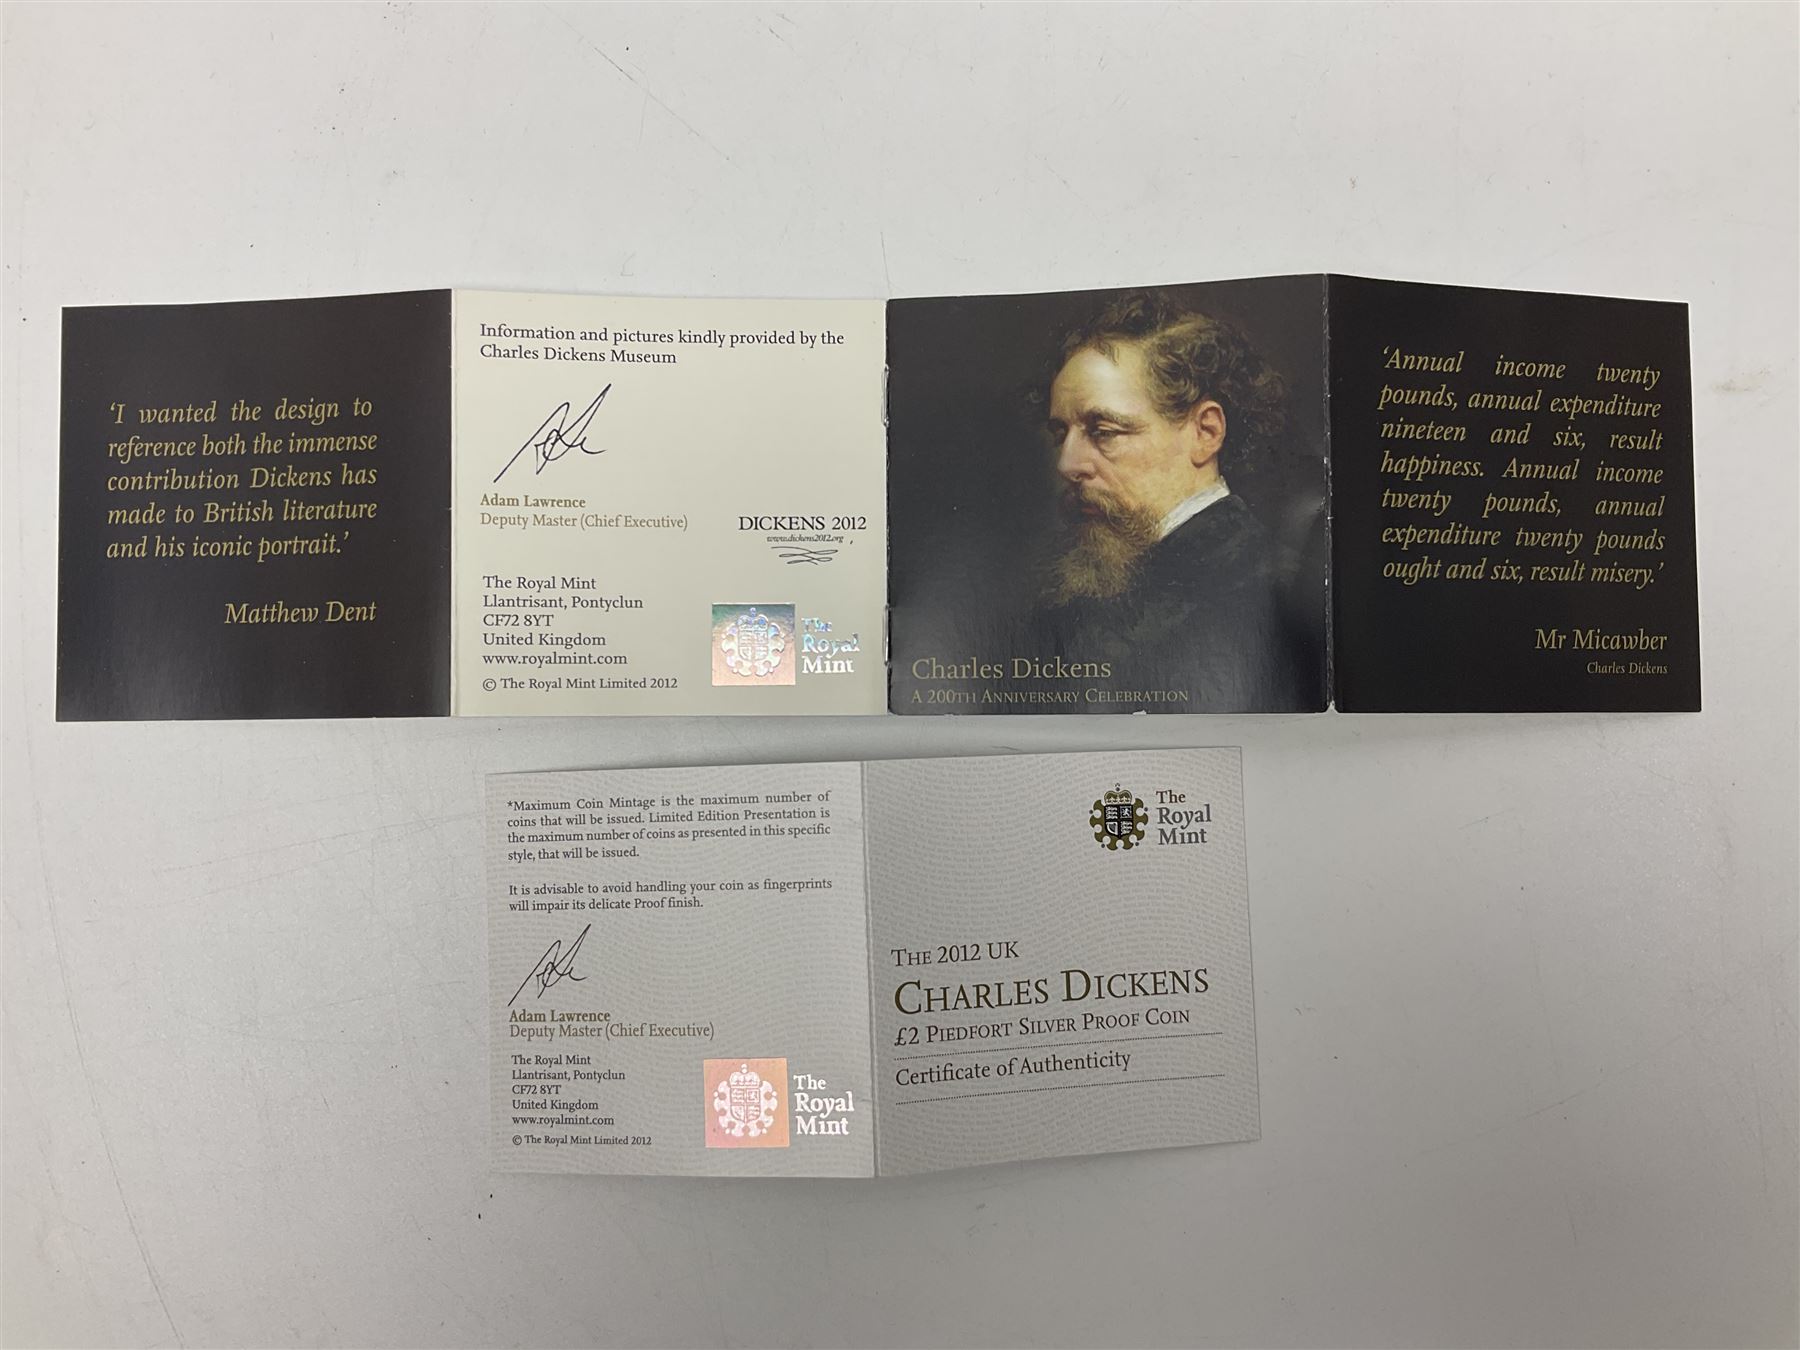 'I wanted the design to
reference both the immense
contribution Dickens has
made to British literature
and his iconic portrait.'
Matthew Dent
Information and pictures kindly provided by the
Charles Dickens Museum
Adam Lawrence
Deputy Master (Chief Executive)
DICKENS 2012
www.dickens2012.org
The Royal Mint
Llantrisant, Pontyclun
CF72 8YT
United Kingdom
www.royalmint.com
© The Royal Mint Limited 2012
The
Royal
Mint
Charles Dickens
A 200TH ANNIVERSARY CELEBRATION
'Annual income twenty
pounds, annual expenditure
nineteen and six, result
happiness. Annual income
twenty pounds, annual
expenditure twenty pounds
ought and six, result misery.'
Mr Micawber
Charles Dickens
*Maximum Coin Mintage is the maximum number of
coins that will be issued. Limited Edition Presentation is
the maximum number of coins as presented in this specific
style, that will be issued.
It is advisable to avoid handling your coin as fingerprints
will impair its delicate Proof finish.
Adam Lawrence
Deputy Master (Chief Executive)
The Royal Mint
Llantrisant, Pontyclun
CF72 8YT
United Kingdom
www.royalmint.com
© The Royal Mint Limited 2012
The
Royal
Mint
The
Royal
Mint
THE 2012 UK
CHARLES DICKENS
£2 PIEDFORT SILVER PROOF COIN
Certificate of Authenticity